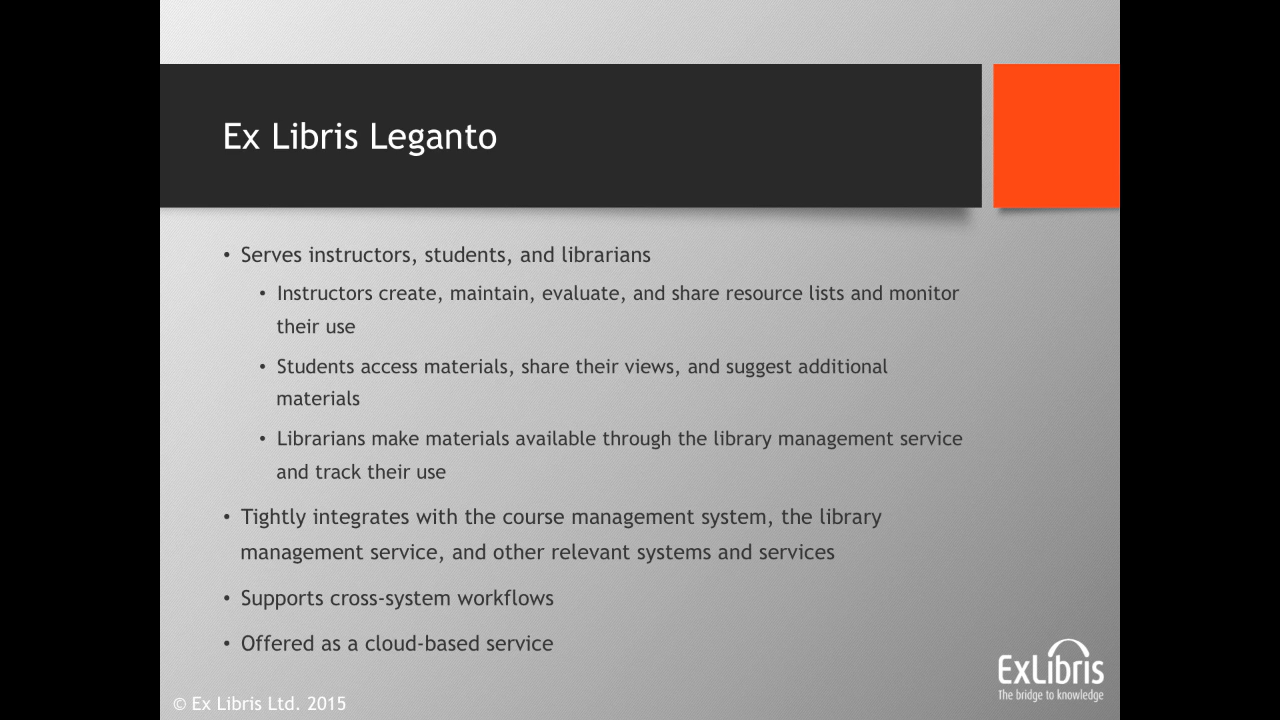 Ex Libris Leganto
• Serves instructors, students, and librarians
• Instructors create, maintain, evaluate, and share resource lists and monitor
their use
• Students access materials, share their views, and suggest additional
materials
• Librarians make materials available through the library management service
and track their use
• Tightly integrates with the course management system, the library
management service, and other relevant systems and services
• Supports cross-system workflows
• Offered as a cloud-based service
ExLibris
The bridge to knowledge
© Ex Libris Ltd. 2015